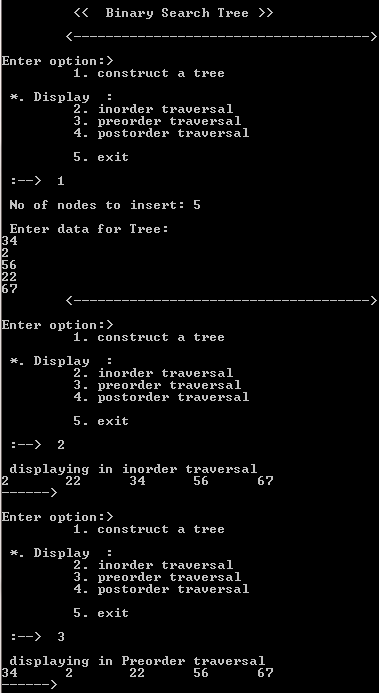 <<  Binary Search Tree >>
<------------------------------------->
Enter option:>
1. construct a tree
*. Display  :
2. inorder traversal
3. preorder traversal
4. postorder traversal
5. exit
:-->  1
No of nodes to insert: 5
Enter data for Tree:
34
2
56
22
67
<------------------------------------->
Enter option:>
1. construct a tree
*. Display  :
2. inorder traversal
3. preorder traversal
4. postorder traversal
5. exit
:-->  2
displaying in inorder traversal
2       22      34      56      67
------>
Enter option:>
1. construct a tree
*. Display  :
2. inorder traversal
3. preorder traversal
4. postorder traversal
5. exit
:-->  3
displaying in Preorder traversal
34      2       22      56      67
------>